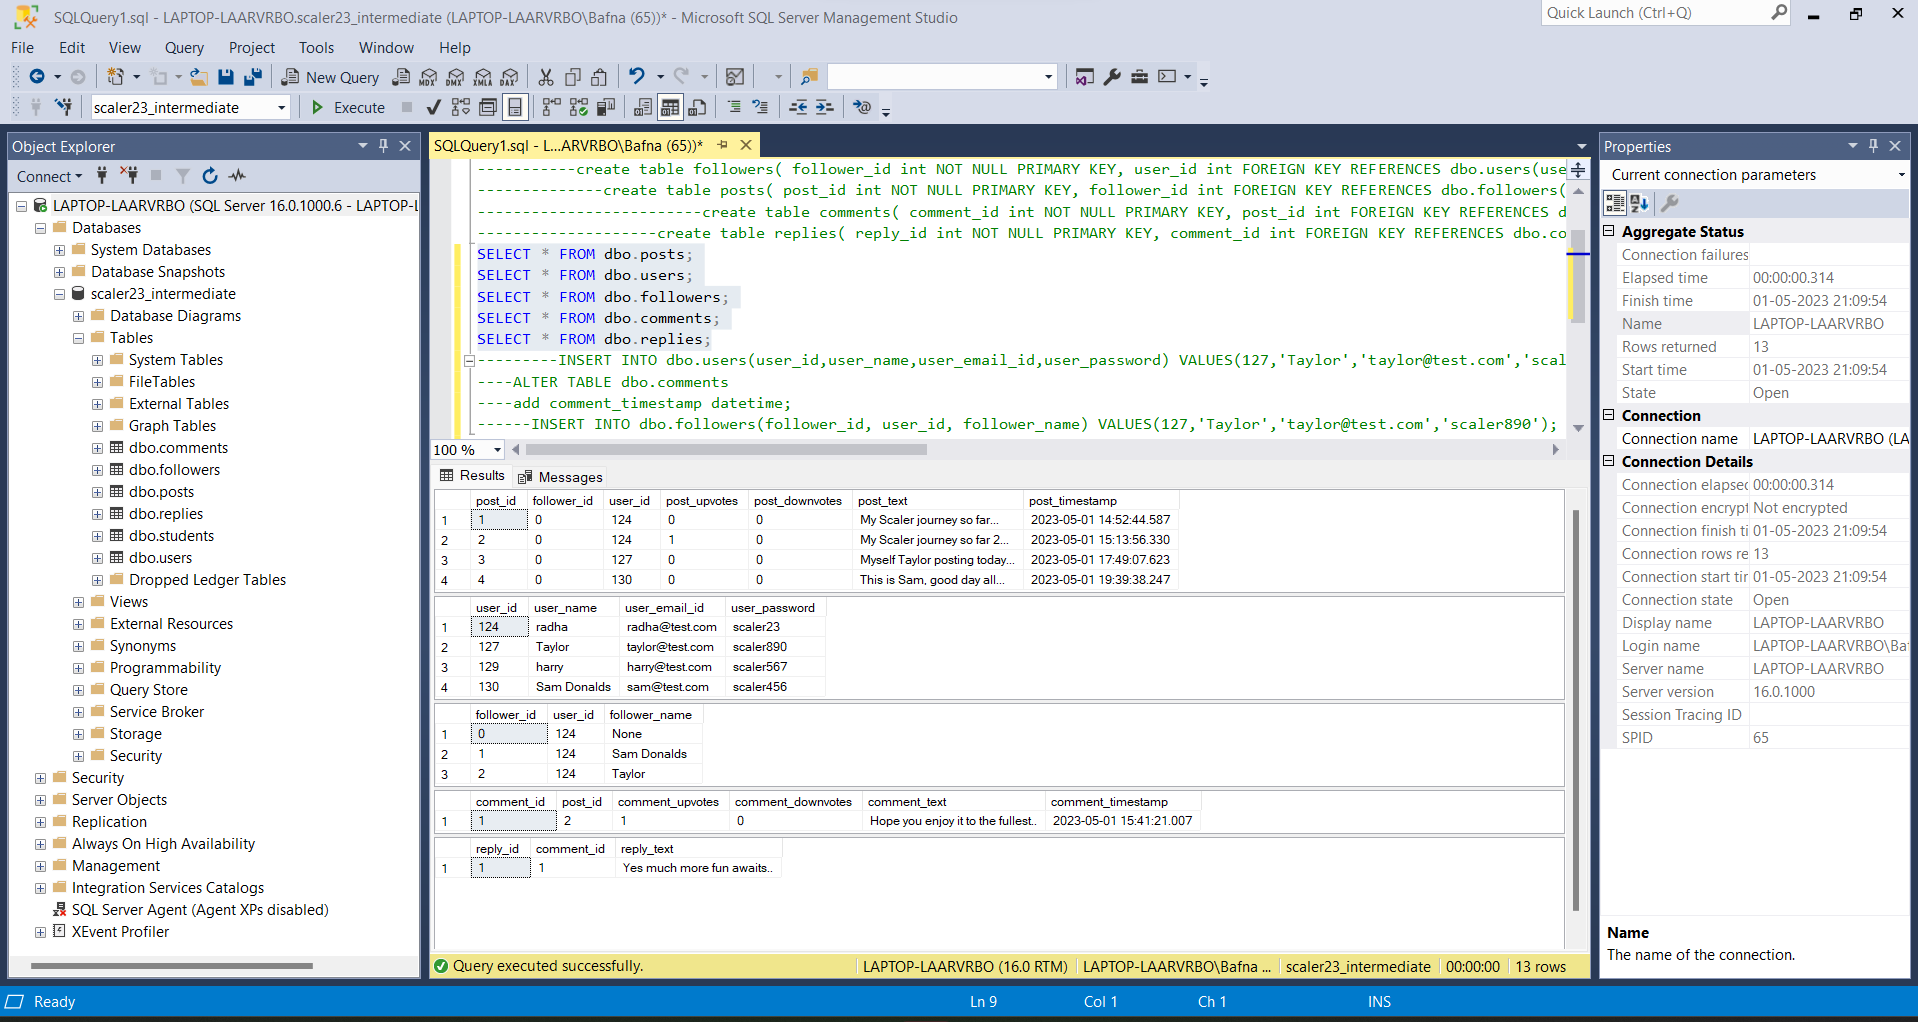 SQLQuery1.sql - LAPTOP-LAARVRBO.scaler23_intermediate (LAPTOP-LAARVRBO\Bafna (65))* - Microsoft SQL Server Management Studio
Quick Launch (Ctrl+Q)
File Edit View Query Project Tools Window Help
New Query MDX DMX XMLA DAX
scaler23_intermediate Execute
Object Explorer
Connect
LAPTOP-LAARVRBO (SQL Server 16.0.1000.6 - LAPTOP-L
Databases
System Databases
Database Snapshots
scaler23_intermediate
Database Diagrams
Tables
System Tables
FileTables
External Tables
Graph Tables
dbo.comments
dbo.followers
dbo.posts
dbo.replies
dbo.students
dbo.users
Dropped Ledger Tables
Views
External Resources
Synonyms
Programmability
Query Store
Service Broker
Storage
Security
Security
Server Objects
Replication
Always On High Availability
Management
Integration Services Catalogs
SQL Server Agent (Agent XPs disabled)
XEvent Profiler
SQLQuery1.sql - L...ARVRBO\Bafna (65))*
-----------create table followers( follower_id int NOT NULL PRIMARY KEY, user_id int FOREIGN KEY REFERENCES dbo.users(use
--------------create table posts( post_id int NOT NULL PRIMARY KEY, follower_id int FOREIGN KEY REFERENCES dbo.followers(
-------------------------create table comments( comment_id int NOT NULL PRIMARY KEY, post_id int FOREIGN KEY REFERENCES d
--------------------create table replies( reply_id int NOT NULL PRIMARY KEY, comment_id int FOREIGN KEY REFERENCES dbo.co
SELECT * FROM dbo.posts;
SELECT * FROM dbo.users;
SELECT * FROM dbo.followers;
SELECT * FROM dbo.comments;
SELECT * FROM dbo.replies;
---------INSERT INTO dbo.users(user_id,user_name,user_email_id,user_password) VALUES(127,'Taylor','taylor@test.com','scal
----ALTER TABLE dbo.comments
----add comment_timestamp datetime;
------INSERT INTO dbo.followers(follower_id, user_id, follower_name) VALUES(127,'Taylor','taylor@test.com','scaler890');
100 %
Results Messages
post_id follower_id user_id post_upvotes post_downvotes post_text post_timestamp
1 1 0 124 0 0 My Scaler journey so far... 2023-05-01 14:52:44.587
2 2 0 124 1 0 My Scaler journey so far 2... 2023-05-01 15:13:56.330
3 3 0 127 0 0 Myself Taylor posting today... 2023-05-01 17:49:07.623
4 4 0 130 0 0 This is Sam, good day all... 2023-05-01 19:39:38.247
user_id user_name user_email_id user_password
1 124 radha radha@test.com scaler23
2 127 Taylor taylor@test.com scaler890
3 129 harry harry@test.com scaler567
4 130 Sam Donalds sam@test.com scaler456
follower_id user_id follower_name
1 0 124 None
2 1 124 Sam Donalds
3 2 124 Taylor
comment_id post_id comment_upvotes comment_downvotes comment_text comment_timestamp
1 1 2 1 0 Hope you enjoy it to the fullest.. 2023-05-01 15:41:21.007
reply_id comment_id reply_text
1 1 1 Yes much more fun awaits..
Query executed successfully. LAPTOP-LAARVRBO (16.0 RTM) LAPTOP-LAARVRBO\Bafna ... scaler23_intermediate 00:00:00 13 rows
Properties
Current connection parameters
Aggregate Status
Connection failures
Elapsed time 00:00:00.314
Finish time 01-05-2023 21:09:54
Name LAPTOP-LAARVRBO
Rows returned 13
Start time 01-05-2023 21:09:54
State Open
Connection
Connection name LAPTOP-LAARVRBO (LA
Connection Details
Connection elapsec 00:00:00.314
Connection encrypt Not encrypted
Connection finish ti 01-05-2023 21:09:54
Connection rows re 13
Connection start tir 01-05-2023 21:09:54
Connection state Open
Display name LAPTOP-LAARVRBO
Login name LAPTOP-LAARVRBO\Ba
Server name LAPTOP-LAARVRBO
Server version 16.0.1000
Session Tracing ID
SPID 65
Name
The name of the connection.
Ready Ln 9 Col 1 Ch 1 INS